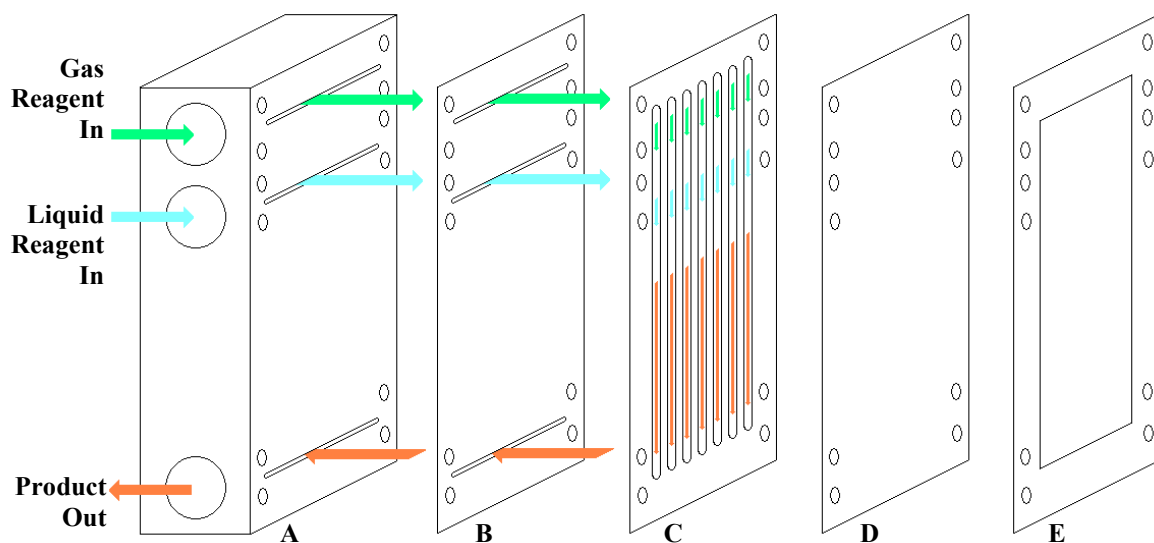 Gas
Reagent
In
Liquid
Reagent
In
Product
Out
A
B
C
D
E